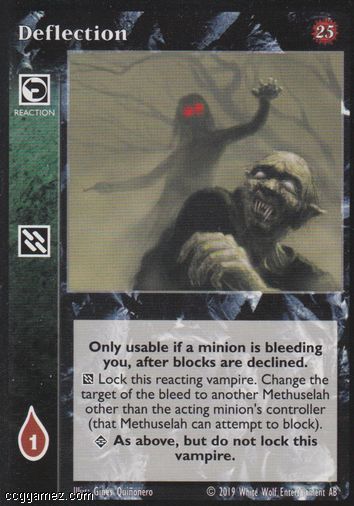 Deflection
25
REACTION
Only usable if a minion is bleeding
you, after blocks are declined.
Lock this reacting vampire. Change the
target of the bleed to another Methuselah
other than the acting minion's controller
(that Methuselah can attempt to block).
As above, but do not lock this
vampire.
1
Illus: Ginés Quiñonero
© 2019 White Wolf Entertainment AB
ccggamez.com